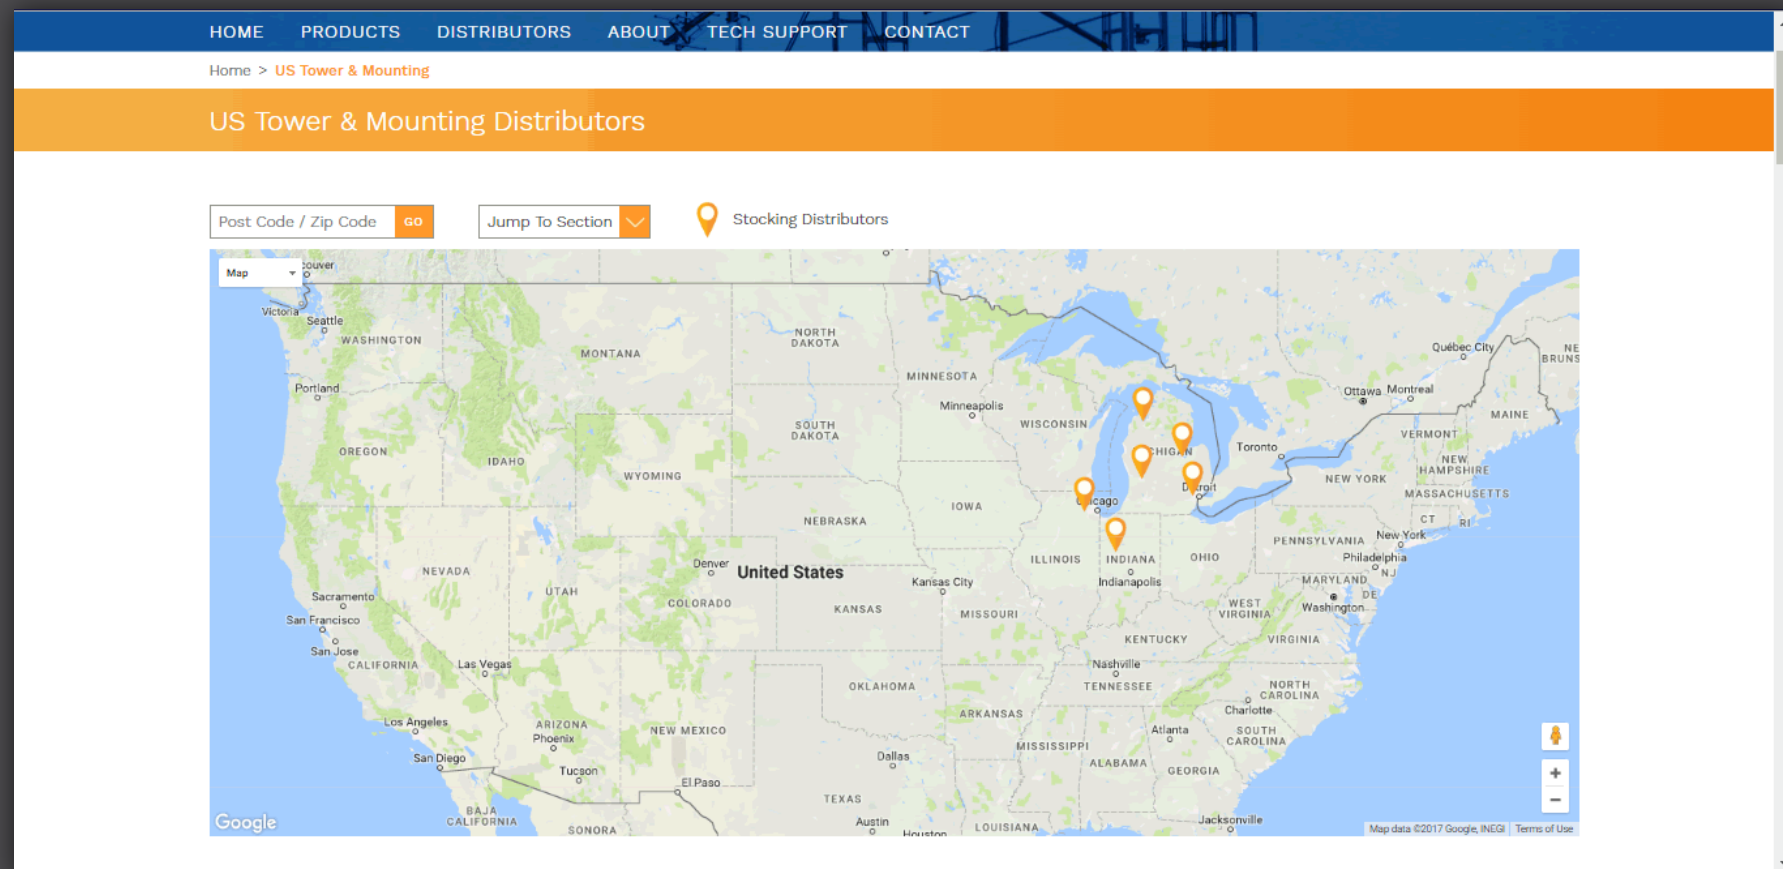 HOME PRODUCTS DISTRIBUTORS ABOUT TECH SUPPORT CONTACT
Home > US Tower & Mounting
US Tower & Mounting Distributors
Post Code / Zip Code GO Jump To Section Stocking Distributors
Map
couver
Victoria
Seattle
WASHINGTON
MONTANA
NORTH
DAKOTA
Québec City
NE
BRUNS
MINNESOTA
Portland
Ottawa
Montreal
Minneapolis
MAINE
WISCONSIN
SOUTH
DAKOTA
VERMONT
OREGON
IDAHO
CHIGAN
Toronto
NEW
HAMPSHIRE
WYOMING
NEW YORK
D roit
MASSACHUSETTS
cago
IOWA
NEBRASKA
CT
RI
PENNSYLVANIA
New York
ILLINOIS
INDIANA
OHIO
Philadelphia
NJ
NEVADA
Denver
United States
Kansas City
Indianapolis
MARYLAND
DE
UTAH
COLORADO
KANSAS
MISSOURI
WEST
VIRGINIA
Washington
Sacramento
San Francisco
KENTUCKY
VIRGINIA
San Jose
CALIFORNIA
Las Vegas
Nashville
OKLAHOMA
TENNESSEE
NORTH
CAROLINA
Charlotte
ARKANSAS
Los Angeles
ARIZONA
Phoenix
NEW MEXICO
Atlanta
SOUTH
CAROLINA
MISSISSIPPI
San Diego
Dallas
ALABAMA
GEORGIA
Tucson
El Paso
TEXAS
BAJA
CALIFORNIA
SONORA
Austin
Houston
LOUISIANA
Jacksonville
Google
+
−
Map data ©2017 Google, INEGI Terms of Use